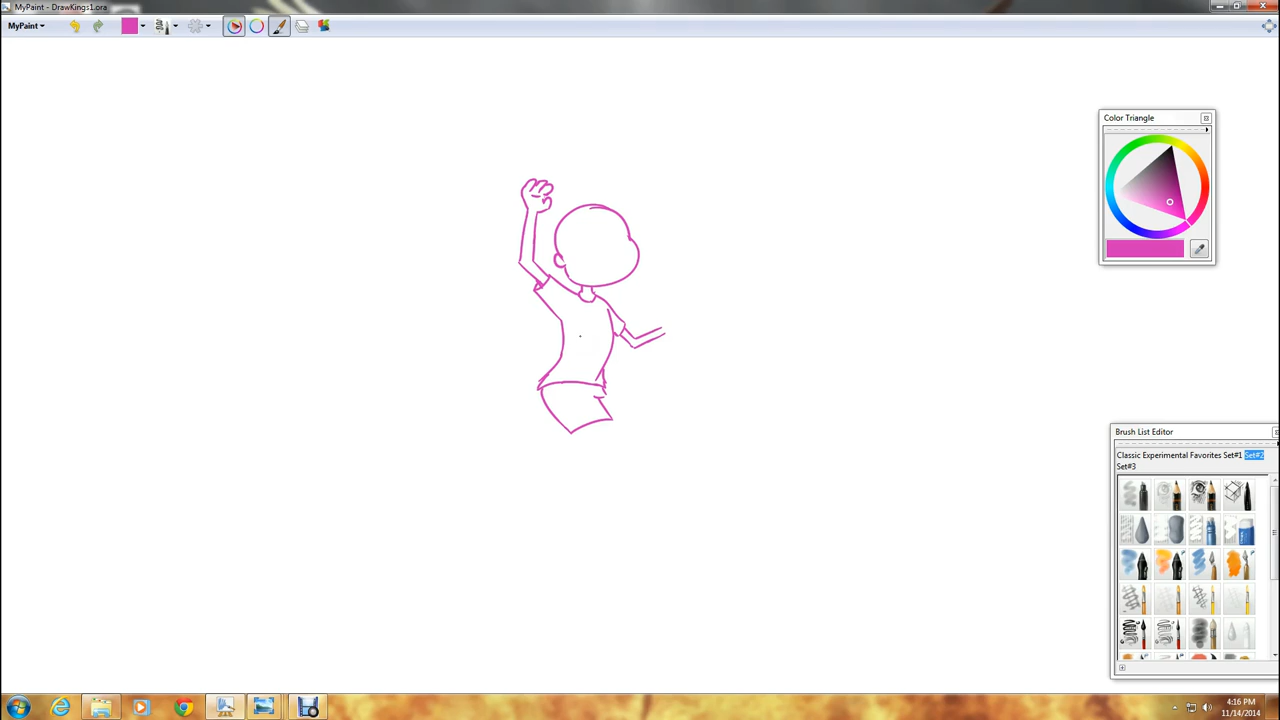 MyPaint - DrawKings1.ora
MyPaint
Color Triangle
Brush List Editor
Classic Experimental Favorites Set#1 Set#2
Set#3
4:16 PM
11/14/2014